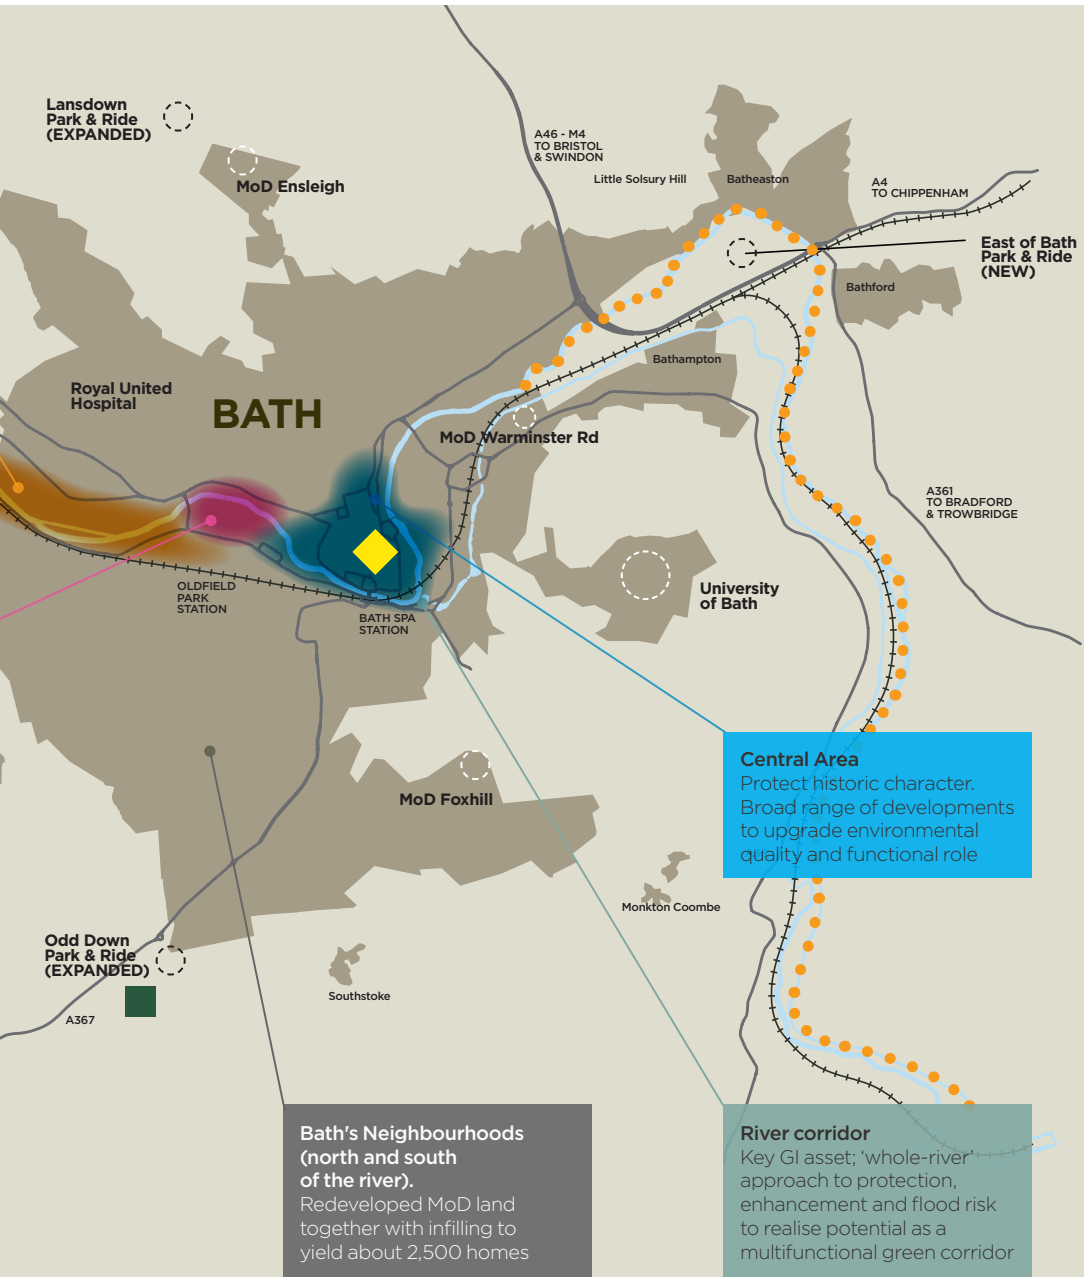 Lansdown
Park & Ride
(EXPANDED)
MoD Ensleigh
A46 - M4
TO BRISTOL
& SWINDON
Little Solsury Hill
Batheaston
A4
TO CHIPPENHAM
East of Bath
Park & Ride
(NEW)
Bathford
Bathampton
Royal United
Hospital
BATH
MoD Warminster Rd
A361
TO BRADFORD
& TROWBRIDGE
OLDFIELD
PARK
STATION
BATH SPA
STATION
University
of Bath
Central Area
Protect historic character.
Broad range of developments
to upgrade environmental
quality and functional role
MoD Foxhill
Monkton Coombe
Odd Down
Park & Ride
(EXPANDED)
Southstoke
A367
Bath's Neighbourhoods
(north and south
of the river).
Redeveloped MoD land
together with infilling to
yield about 2,500 homes
River corridor
Key GI asset; ‘whole-river’
approach to protection,
enhancement and flood risk
to realise potential as a
multifunctional green corridor